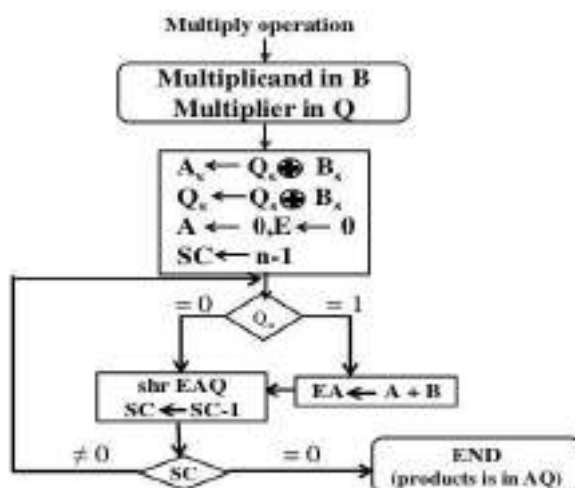 Multiply operation
Multiplicand in B
Multiplier in Q
Aₛ ← Qₛ ⊕ Bₛ
Qₛ ← Qₛ ⊕ Bₛ
A ← 0,E ← 0
SC ← n-1
= 0
= 1
Qₙ
shr EAQ
SC ← SC-1
EA ← A + B
≠ 0
SC
=0
END
(products is in AQ)